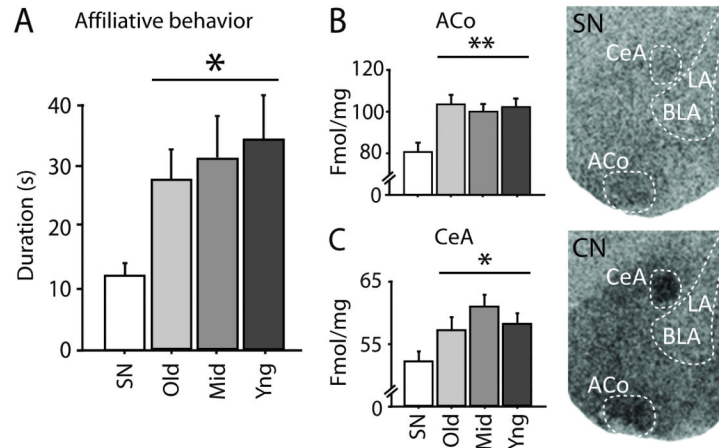 A
Affiliative behavior
*
40
30
20
10
0
Duration (s)
SN
Old
Mid
Yng
B
ACo
**
120
100
80
0
Fmol/mg
C
CeA
*
65
55
0
Fmol/mg
SN
Old
Mid
Yng
SN
CeA
LA
BLA
ACo
CN
CeA
LA
BLA
ACo